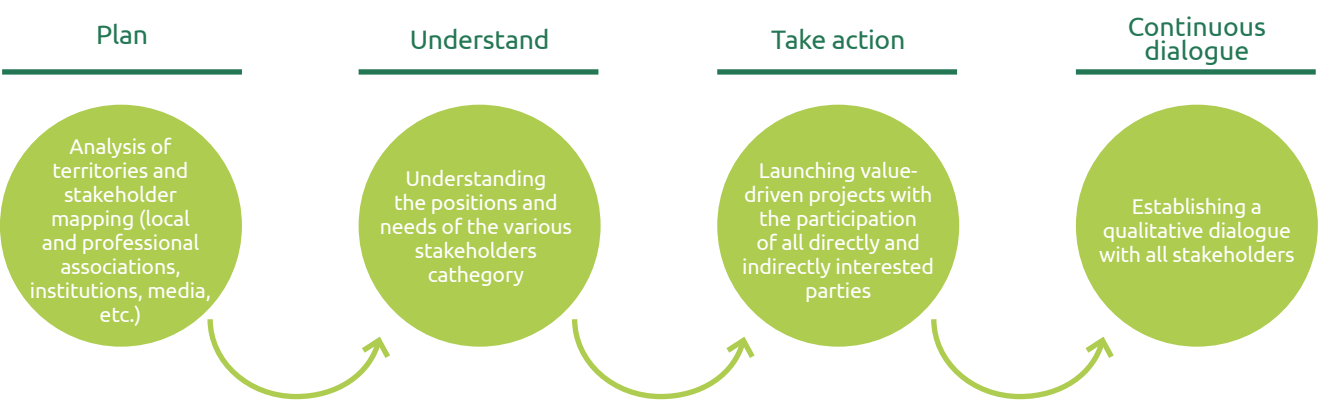 Plan
Analysis of
territories and
stakeholder
mapping (local
and professional
associations,
institutions, media,
etc.)
Understand
Understanding
the positions and
needs of the various
stakeholders
cathegory
Take action
Launching value-
driven projects with
the participation
of all directly and
indirectly interested
parties
Continuous
dialogue
Establishing a
qualitative dialogue
with all stakeholders